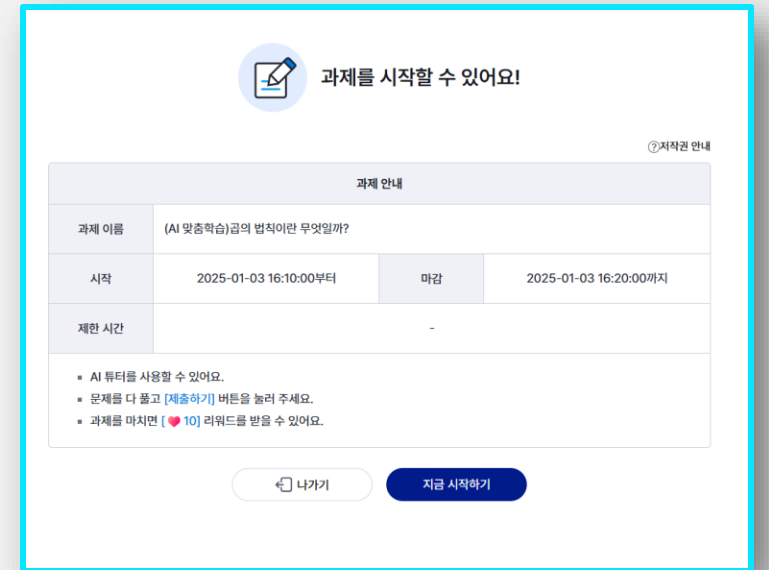 과제를 시작할 수 있어요!
?저작권 안내
과제 안내
과제 이름 (AI 맞춤학습)곱의 법칙이란 무엇일까?
시작 2025-01-03 16:10:00부터 마감 2025-01-03 16:20:00까지
제한 시간 -
▪ AI 튜터를 사용할 수 있어요.
▪ 문제를 다 풀고 [제출하기] 버튼을 눌러 주세요.
▪ 과제를 마치면 [ ❤ 10] 리워드를 받을 수 있어요.
나가기 지금 시작하기